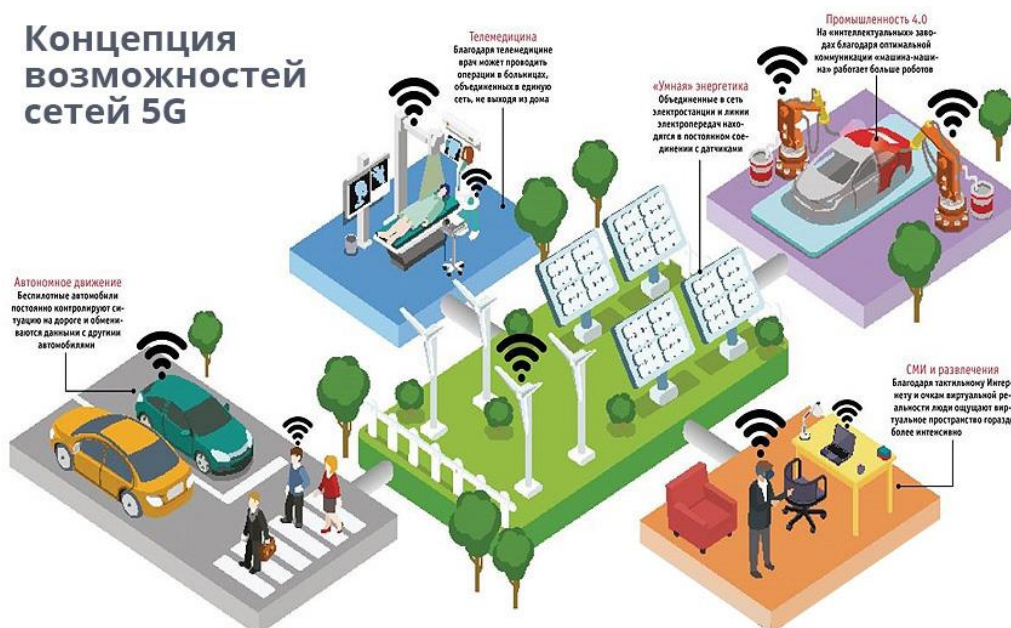 Концепция
возможностей
сетей 5G
Телемедицина
Благодаря телемедицине
врач может проводить
операции в больницах,
объединенных в единую
сеть, не выходя из дома
«Умная» энергетика
Объединенные в сеть
электростанции и линии
электропередач нахо-
дятся в постоянном сое-
динении с датчиками
Промышленность 4.0
На «интеллектуальных» заво-
дах благодаря оптимальной
коммуникации «машина-маши-
на» работает больше роботов
Автономное движение
Беспилотные автомобили
постоянно контролируют си-
туацию на дороге и обмени-
ваются данными с другими
автомобилями
СМИ и развлечения
Благодаря тактильному Интер-
нету и очкам виртуальной ре-
альности люди ощущают вир-
туальное пространство горазд
более интенсивно